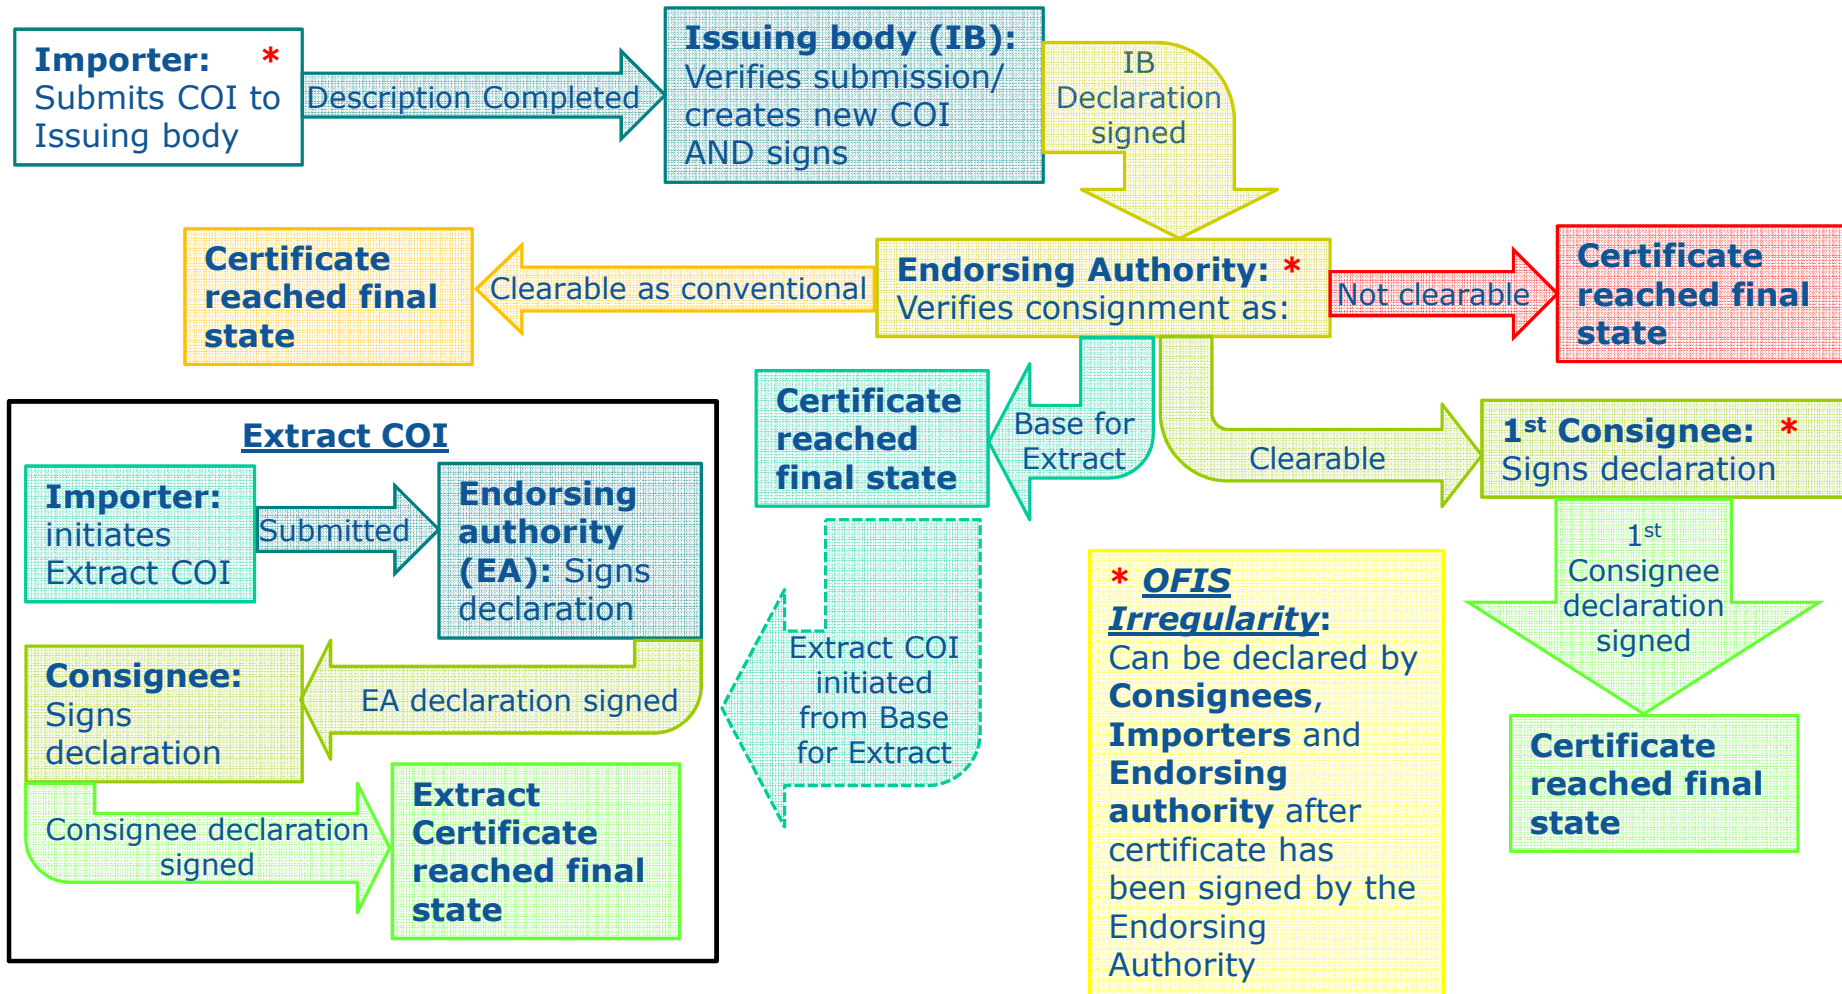 Importer: *
Submits COI to
Issuing body
Description Completed
Issuing body (IB):
Verifies submission/
creates new COI
AND signs
IB
Declaration
signed
Certificate
reached final
state
Clearable as conventional
Endorsing Authority: *
Verifies consignment as:
Not clearable
Certificate
reached final
state
Certificate
reached
final state
Base for
Extract
Clearable
1st Consignee: *
Signs declaration
Extract COI
Importer:
initiates
Extract COI
Submitted
Endorsing
authority
(EA): Signs
declaration
Consignee:
Signs
declaration
EA declaration signed
Consignee declaration
signed
Extract
Certificate
reached final
state
Extract COI
initiated
from Base
for Extract
* OFIS
Irregularity:
Can be declared by
Consignees,
Importers and
Endorsing
authority after
certificate has
been signed by the
Endorsing
Authority
1st
Consignee
declaration
signed
Certificate
reached final
state